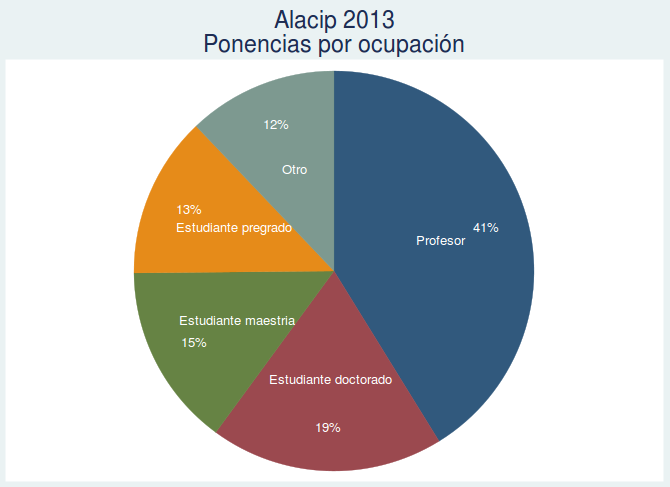 Alacip 2013
Ponencias por ocupación
12%
Otro
13%
Estudiante pregrado
41%
Profesor
Estudiante maestria
15%
Estudiante doctorado
19%